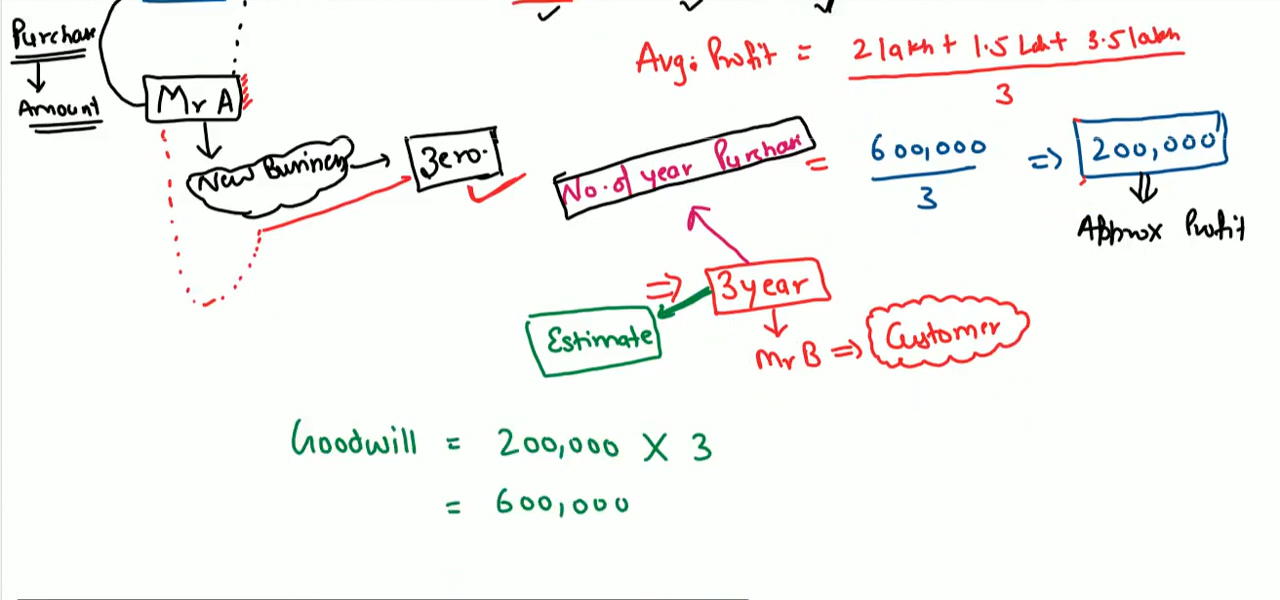 Purchase
Amount
Mr A
New Business
Zero.
Avg. Profit = 2 lakh + 1.5 Lakh + 3.5 lakh
3
No. of year Purchase
= 600,000 ⇒ 200,000
3
Approx Profit
⇒ 3 year
Estimate
Mr B ⇒ Customer
Goodwill = 200,000 X 3
= 600,000